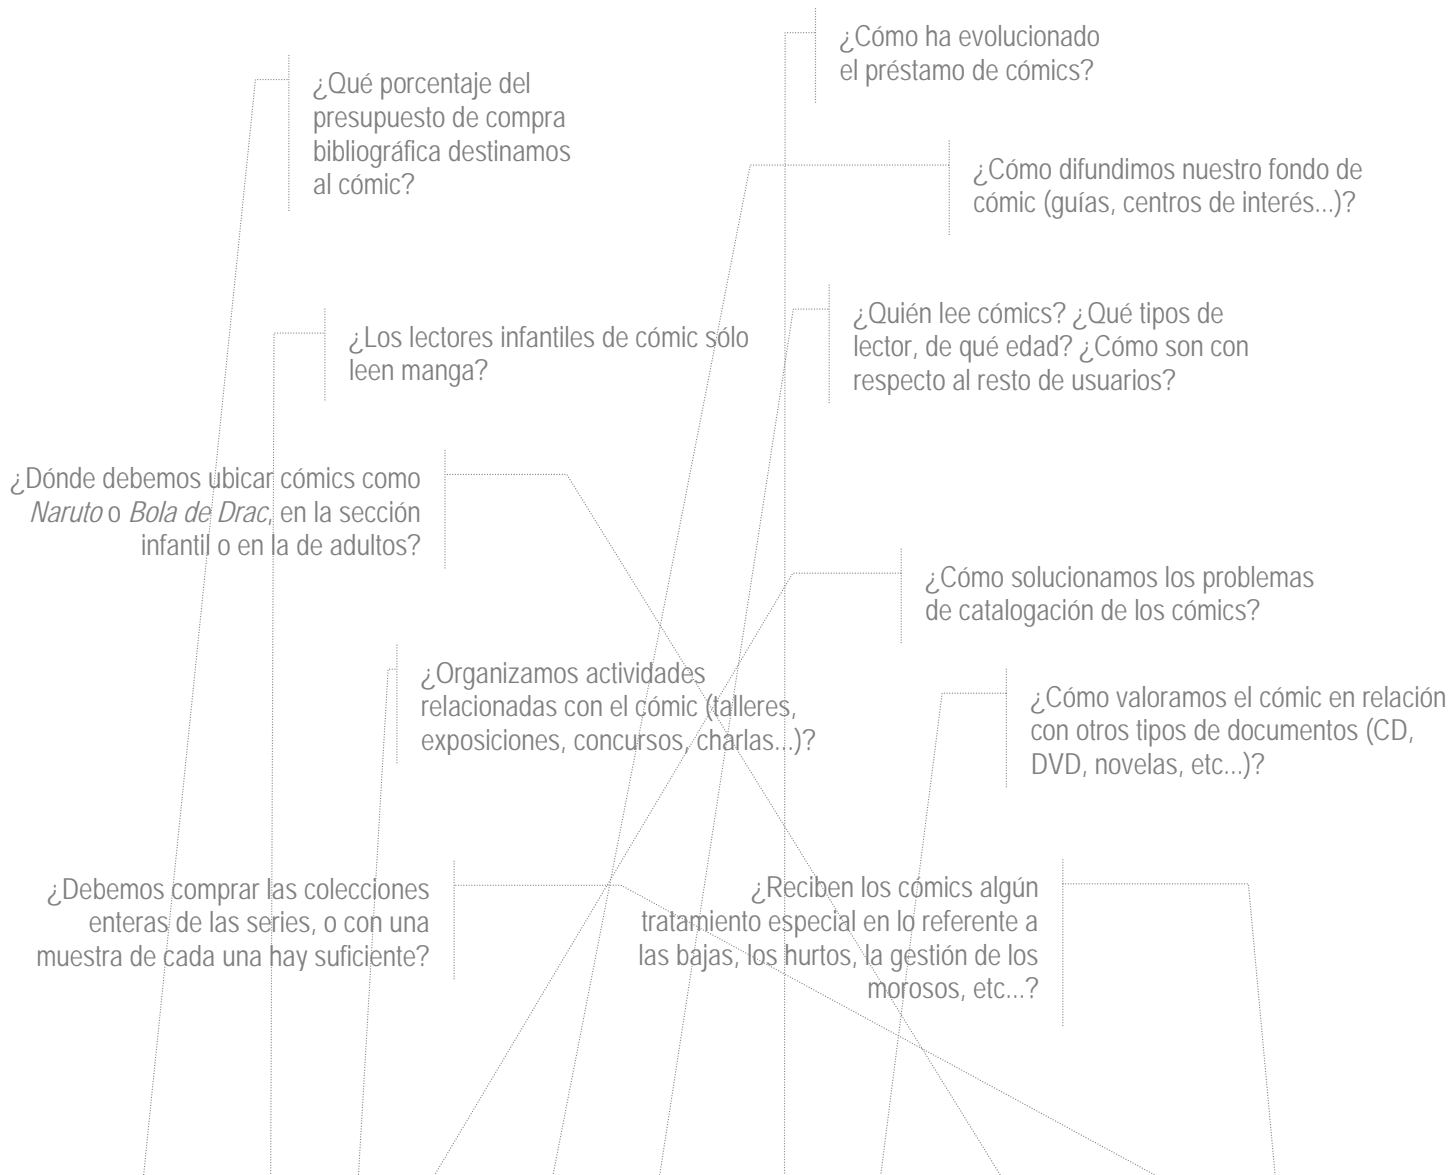 ¿Cómo ha evolucionado
el préstamo de cómics?
¿Qué porcentaje del
presupuesto de compra
bibliográfica destinamos
al cómic?
¿Cómo difundimos nuestro fondo de
cómic (guías, centros de interés...)?
¿Quién lee cómics? ¿Qué tipos de
lector, de qué edad? ¿Cómo son con
respecto al resto de usuarios?
¿Los lectores infantiles de cómic sólo
leen manga?
¿Dónde debemos ubicar cómics como
Naruto o Bola de Drac, en la sección
infantil o en la de adultos?
¿Cómo solucionamos los problemas
de catalogación de los cómics?
¿Organizamos actividades
relacionadas con el cómic (talleres,
exposiciones, concursos, charlas...)?
¿Cómo valoramos el cómic en relación
con otros tipos de documentos (CD,
DVD, novelas, etc...)?
¿Debemos comprar las colecciones
enteras de las series, o con una
muestra de cada una hay suficiente?
¿Reciben los cómics algún
tratamiento especial en lo referente a
las bajas, los hurtos, la gestión de los
morosos, etc...?